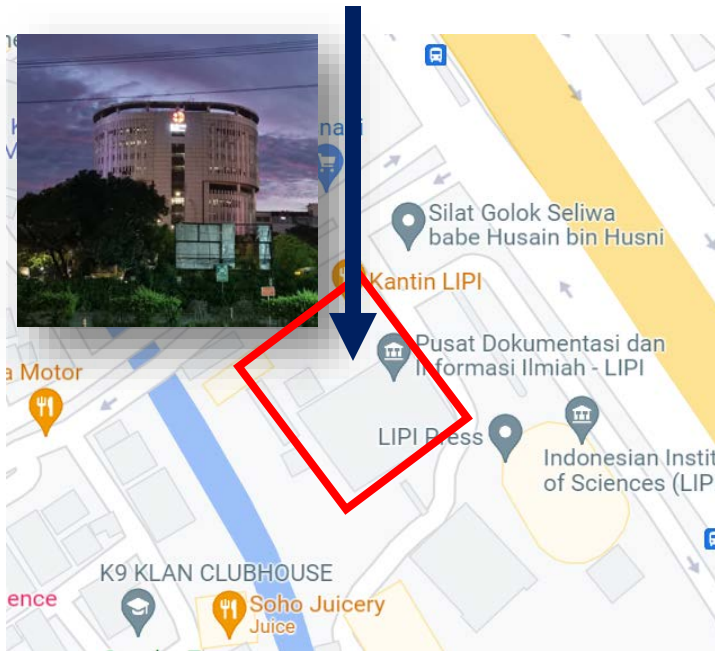 Silat Golok Seliwa
babe Husain bin Husni
Kantin LIPI
Pusat Dokumentasi dan
Informasi Ilmiah - LIPI
a Motor
LIPI Press
Indonesian Instit
of Sciences (LIP
K9 KLAN CLUBHOUSE
ence
Soho Juicery
Juice